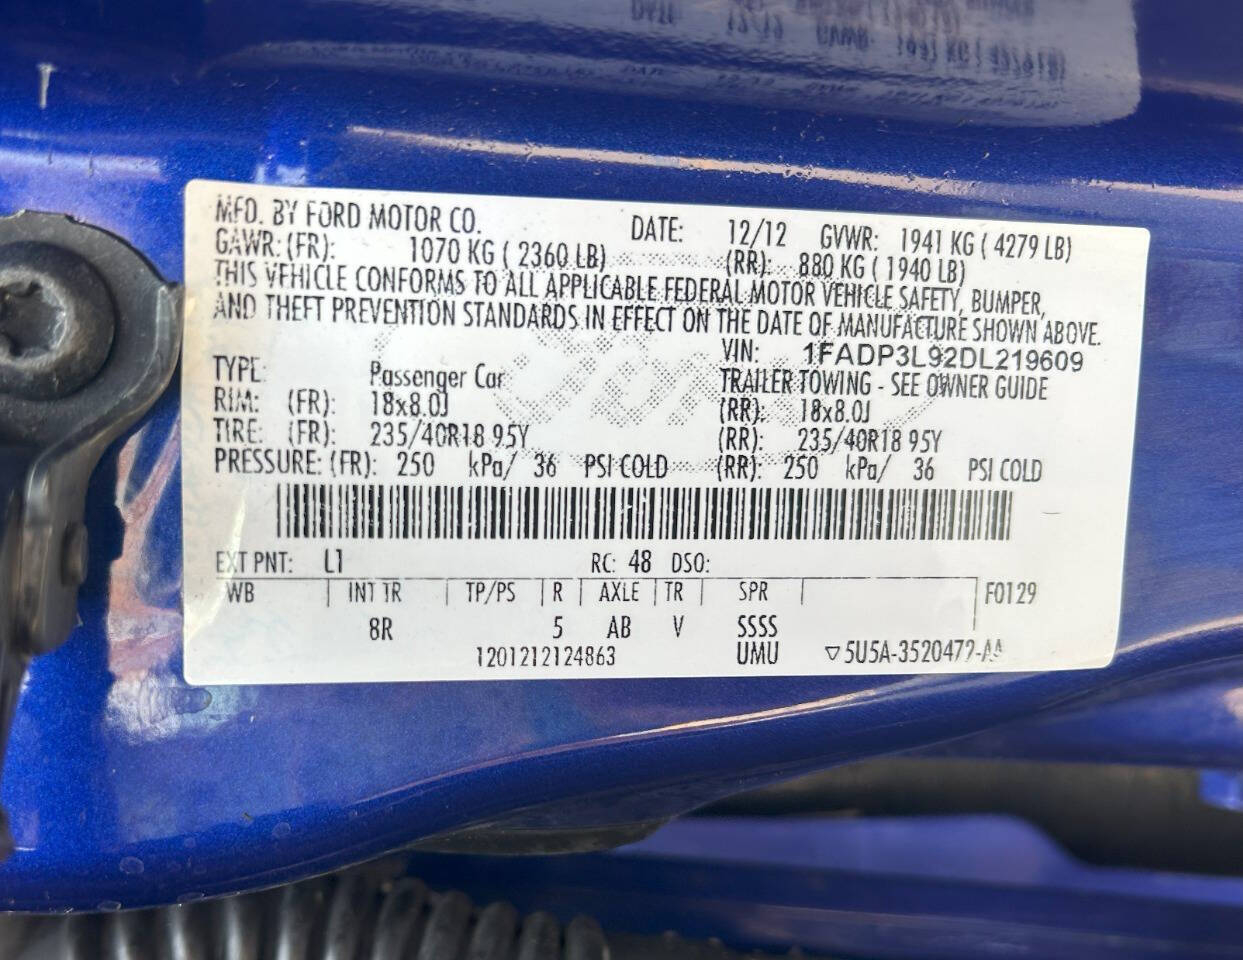 MFD. BY FORD MOTOR CO. DATE: 12/12 GVWR: 1941 KG ( 4279 LB)
GAWR: (FR): 1070 KG ( 2360 LB) (RR): 880 KG ( 1940 LB)
THIS VEHICLE CONFORMS TO ALL APPLICABLE FEDERAL MOTOR VEHICLE SAFETY, BUMPER,
AND THEFT PREVENTION STANDARDS IN EFFECT ON THE DATE OF MANUFACTURE SHOWN ABOVE.
VIN: 1FADP3L92DL219609
TYPE: Passenger Car TRAILER TOWING - SEE OWNER GUIDE
RIM: (FR): 18x8.0J (RR): 18x8.0J
TIRE: (FR): 235/40R18 95Y (RR): 235/40R18 95Y
PRESSURE: (FR): 250 kPa/ 36 PSI COLD (RR): 250 kPa/ 36 PSI COLD
EXT PNT: L1 RC: 48 DSO:
WB INT TR TP/PS R AXLE TR SPR F0129
8R 5 AB V SSSS
1201212124863 UMU ▽5U5A-3520472-AA